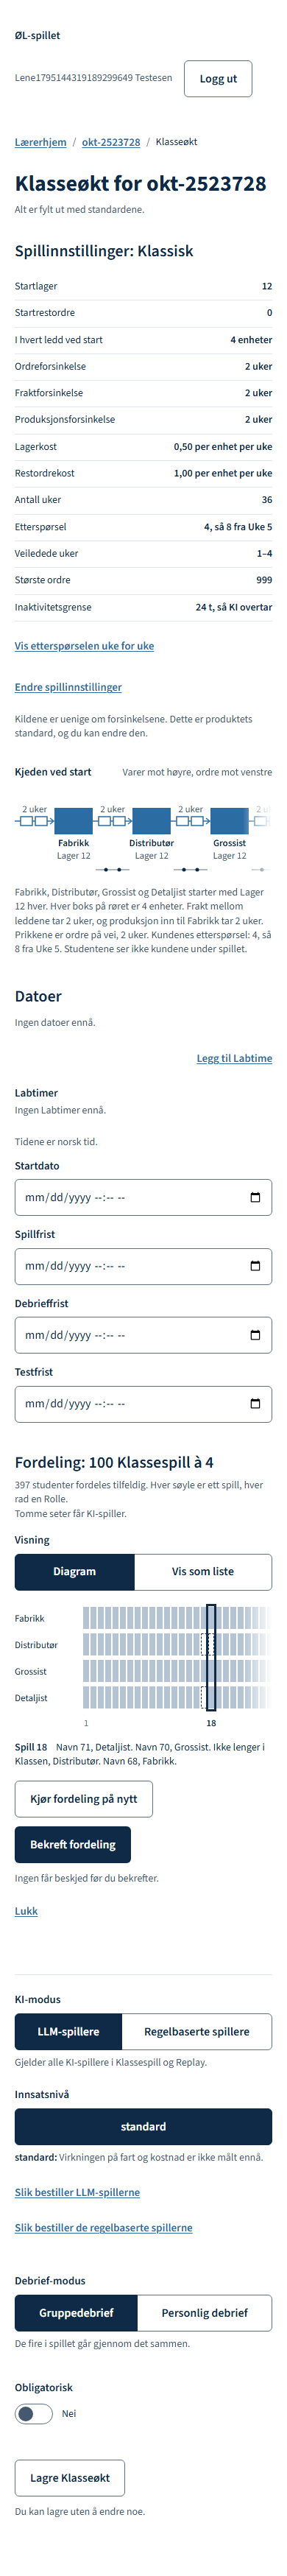 ØL-spillet
Lene1795144319189299649 Testesen
Logg ut
Lærerhjem / okt-2523728 / Klasseøkt
Klasseøkt for okt-2523728
Alt er fylt ut med standardene.
Spillinnstillinger: Klassisk
Startlager 12
Startrestordre 0
I hvert ledd ved start 4 enheter
Ordreforsinkelse 2 uker
Fraktforsinkelse 2 uker
Produksjonsforsinkelse 2 uker
Lagerkost 0,50 per enhet per uke
Restordrekost 1,00 per enhet per uke
Antall uker 36
Etterspørsel 4, så 8 fra Uke 5
Veiledede uker 1–4
Største ordre 999
Inaktivitetsgrense 24 t, så KI overtar
Vis etterspørselen uke for uke
Endre spillinnstillinger
Kildene er uenige om forsinkelsene. Dette er produktets
standard, og du kan endre den.
Kjeden ved start Varer mot høyre, ordre mot venstre
2 uker 2 uker 2 uker 2 u
Fabrikk Distributør Grossist
Lager 12 Lager 12 Lager 12
Fabrikk, Distributør, Grossist og Detaljist starter med Lager
12 hver. Hver boks på røret er 4 enheter. Frakt mellom
leddene tar 2 uker, og produksjon inn til Fabrikk tar 2 uker.
Prikkene er ordre på vei, 2 uker. Kundenes etterspørsel: 4, så
8 fra Uke 5. Studentene ser ikke kundene under spillet.
Datoer
Ingen datoer ennå.
Legg til Labtime
Labtimer
Ingen Labtimer ennå.
Tidene er norsk tid.
Startdato
mm/dd/yyyy --:-- --
Spillfrist
mm/dd/yyyy --:-- --
Debrieffrist
mm/dd/yyyy --:-- --
Testfrist
mm/dd/yyyy --:-- --
Fordeling: 100 Klassespill à 4
397 studenter fordeles tilfeldig. Hver søyle er ett spill, hver
rad en Rolle.
Tomme seter får KI-spiller.
Visning
Diagram Vis som liste
Fabrikk
Distributør
Grossist
Detaljist
1 18
Spill 18 Navn 71, Detaljist. Navn 70, Grossist. Ikke lenger i
Klassen, Distributør. Navn 68, Fabrikk.
Kjør fordeling på nytt
Bekreft fordeling
Ingen får beskjed før du bekrefter.
Lukk
KI-modus
LLM-spillere Regelbaserte spillere
Gjelder alle KI-spillere i Klassespill og Replay.
Innsatsnivå
standard
standard: Virkningen på fart og kostnad er ikke målt ennå.
Slik bestiller LLM-spillerne
Slik bestiller de regelbaserte spillerne
Debrief-modus
Gruppedebrief Personlig debrief
De fire i spillet går gjennom det sammen.
Obligatorisk
Nei
Lagre Klasseøkt
Du kan lagre uten å endre noe.